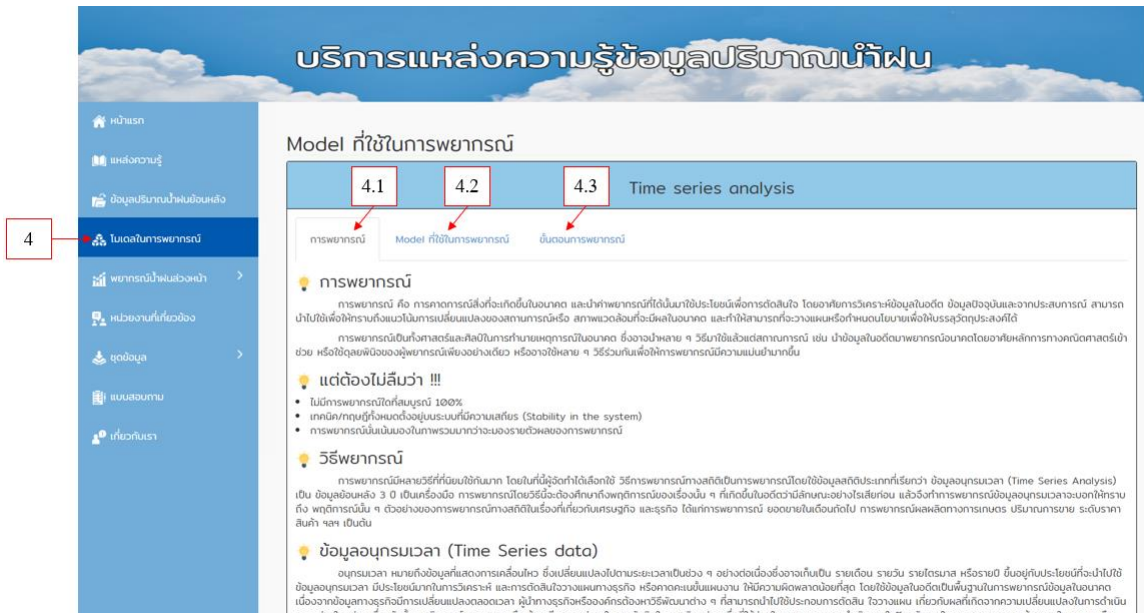 บริการแหล่งความรู้ข้อมูลปริมาณน้ำฝน
หน้าแรก
แหล่งความรู้
ข้อมูลปริมาณน้ำฝนย้อนหลัง
4
โมเดลในการพยากรณ์
พยากรณ์น้ำฝนล่วงหน้า
หน่วยงานที่เกี่ยวข้อง
ชุดข้อมูล
แบบสอบถาม
เกี่ยวกับเรา
Model ที่ใช้ในการพยากรณ์
4.1 4.2 4.3 Time series analysis
การพยากรณ์ Model ที่ใช้ในการพยากรณ์ ขั้นตอนการพยากรณ์
การพยากรณ์
การพยากรณ์ คือ การคาดการณ์สิ่งที่จะเกิดขึ้นในอนาคต และนำค่าพยากรณ์ที่ได้นั้นมาใช้ประโยชน์เพื่อการตัดสินใจ โดยอาศัยการวิเคราะห์ข้อมูลในอดีต ข้อมูลปัจจุบันและจากประสบการณ์ สามารถ
นำไปใช้เพื่อให้ทราบถึงแนวโน้มการเปลี่ยนแปลงของสถานการณ์หรือ สภาพแวดล้อมที่จะมีผลในอนาคต และทำให้สามารถที่จะวางแผนหรือกำหนดนโยบายเพื่อให้บรรลุวัตถุประสงค์ได้
การพยากรณ์เป็นทั้งศาสตร์และศิลป์ในการทำนายเหตุการณ์ในอนาคต ซึ่งอาจนำหลาย ๆ วิธีมาใช้แล้วแต่สถานการณ์ เช่น นำข้อมูลในอดีตมาพยากรณ์อนาคตโดยอาศัยหลักการทางคณิตศาสตร์เข้า
ช่วย หรือใช้ดุลยพินิจของผู้พยากรณ์เพียงอย่างเดียว หรืออาจใช้หลาย ๆ วิธีร่วมกันเพื่อให้การพยากรณ์มีความแม่นยำมากขึ้น
แต่ต้องไม่ลืมว่า !!!
ไม่มีการพยากรณ์ใดที่สมบูรณ์ 100%
เทคนิค/ทฤษฎีทั้งหมดตั้งอยู่บนระบบที่มีความเสถียร (Stability in the system)
การพยากรณ์นั้นเน้นมองในภาพรวมมากว่าจะมองรายตัวผลของการพยากรณ์
วิธีพยากรณ์
การพยากรณ์มีหลายวิธีที่ที่นิยมใช้กันมาก โดยในที่นี้ผู้จัดทำได้เลือกใช้ วิธีการพยากรณ์ทางสถิติเป็นการพยากรณ์โดยใช้ข้อมูลสถิติประเภทที่เรียกว่า ข้อมูลอนุกรมเวลา (Time Series Analysis)
เป็น ข้อมูลย้อนหลัง 3 ปี เป็นเครื่องมือ การพยากรณ์โดยวิธีนี้จะต้องศึกษาถึงพฤติการณ์ของเรื่องนั้น ๆ ที่เกิดขึ้นในอดีตว่ามีลักษณะอย่างไรเสียก่อน แล้วจึงทำการพยากรณ์ข้อมูลอนุกรมเวลาจะบอกให้ทราบ
ถึง พฤติการณ์นั้น ๆ ตัวอย่างของการพยากรณ์ทางสถิติในเรื่องที่เกี่ยวกับเศรษฐกิจ และธุรกิจ ได้แก่การพยาการณ์ ยอดขายในเดือนถัดไป การพยากรณ์ผลผลิตทางการเกษตร ปริมาณการขาย ระดับราคา
สินค้า ฯลฯ เป็นต้น
ข้อมูลอนุกรมเวลา (Time Series data)
อนุกรมเวลา หมายถึงข้อมูลที่แสดงการเคลื่อนไหว ซึ่งเปลี่ยนแปลงไปตามระยะเวลาเป็นช่วง ๆ อย่างต่อเนื่องซึ่งอาจเก็บเป็น รายเดือน รายวัน รายไตรมาส หรือรายปี ขึ้นอยู่กับประโยชน์ที่จะนำไปใช้
ข้อมูลอนุกรมเวลา มีประโยชน์มากในการวิเคราะห์ และการตัดสินใจวางแผนทางธุรกิจ หรือคาดคะเนขั้นแผนงาน ให้มีความผิดพลาดน้อยที่สุด โดยใช้ข้อมูลในอดีตเป็นพื้นฐานในการพยากรณ์ข้อมูลในอนาคต
เนื่องจากข้อมูลทางธุรกิจมีการเปลี่ยนแปลงตลอดเวลา ผู้นำทางธุรกิจหรือองค์กรต้องหาวิธีพัฒนาต่าง ๆ ที่สามารถนำไปใช้ประกอบการตัดสิน ใจวางแผน เกี่ยวกับผลที่เกิดจากความเปลี่ยนแปลงในการดำเนิน